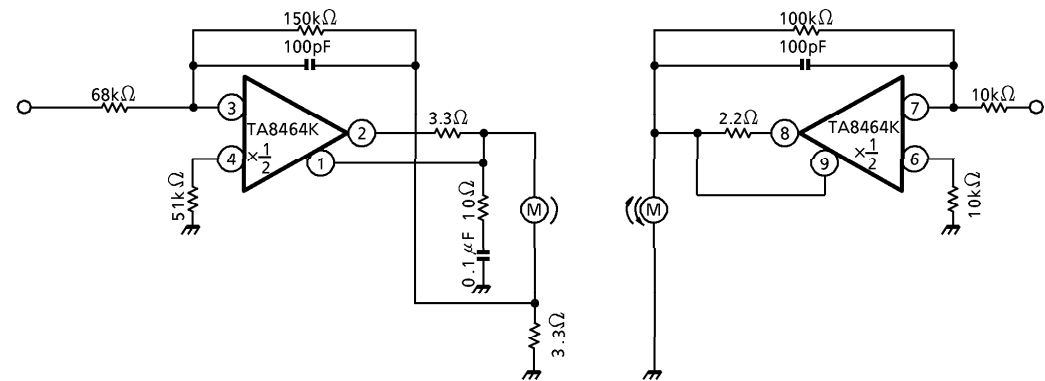 150kΩ
100pF
68kΩ
3
TA8464K
×1/2
4
51kΩ
2
1
3.3Ω
10Ω
0.1μF
M
3.3Ω
100kΩ
100pF
2.2Ω
8
TA8464K
×1/2
9
7
10kΩ
6
10kΩ
M